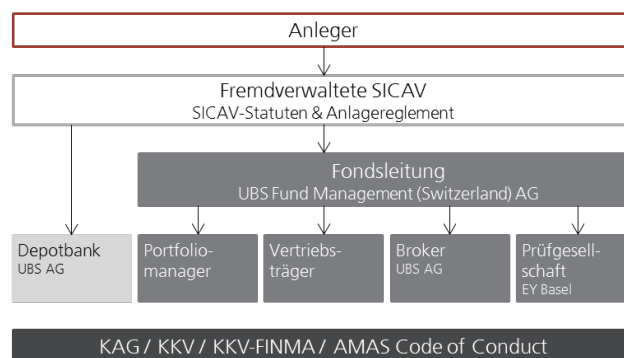 Anleger
Fremdverwaltete SICAV
SICAV-Statuten & Anlagereglement
Fondsleitung
UBS Fund Management (Switzerland) AG
Depotbank
UBS AG
Portfolio-
manager
Vertriebs-
träger
Broker
UBS AG
Prüfgesell-
schaft
EY Basel
KAG / KKV / KKV-FINMA / AMAS Code of Conduct